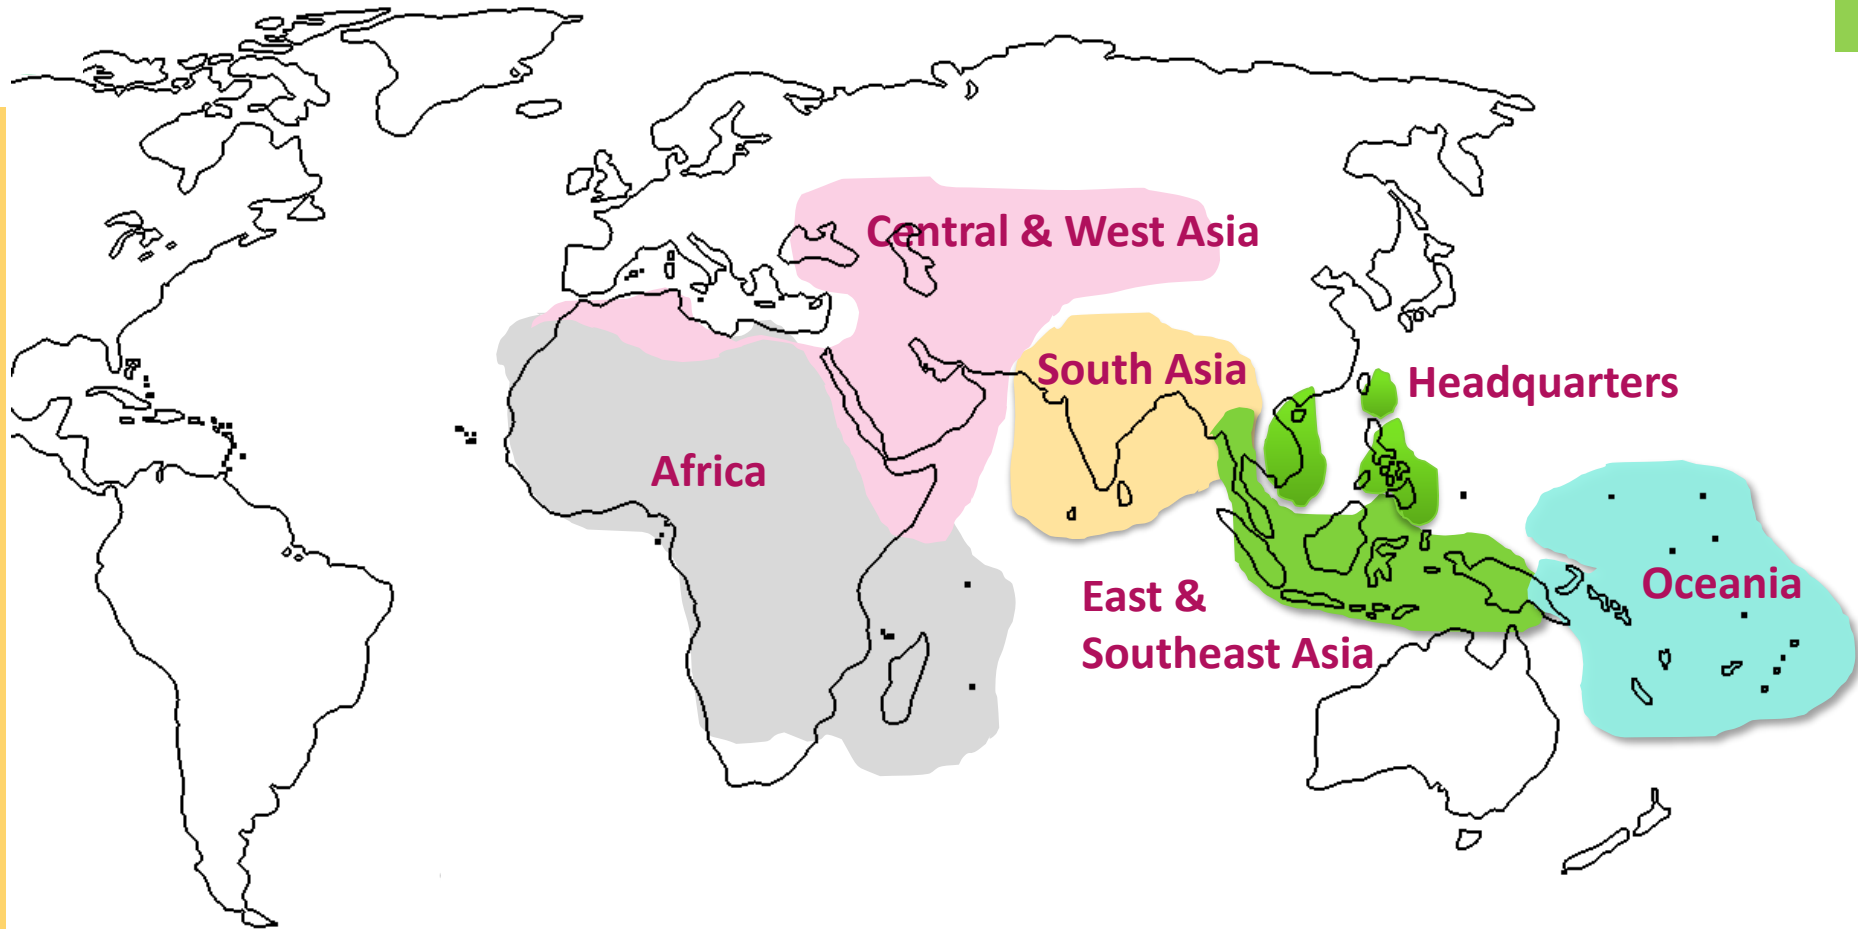 Central & West Asia
South Asia
Headquarters
Africa
East &
Southeast Asia
Oceania